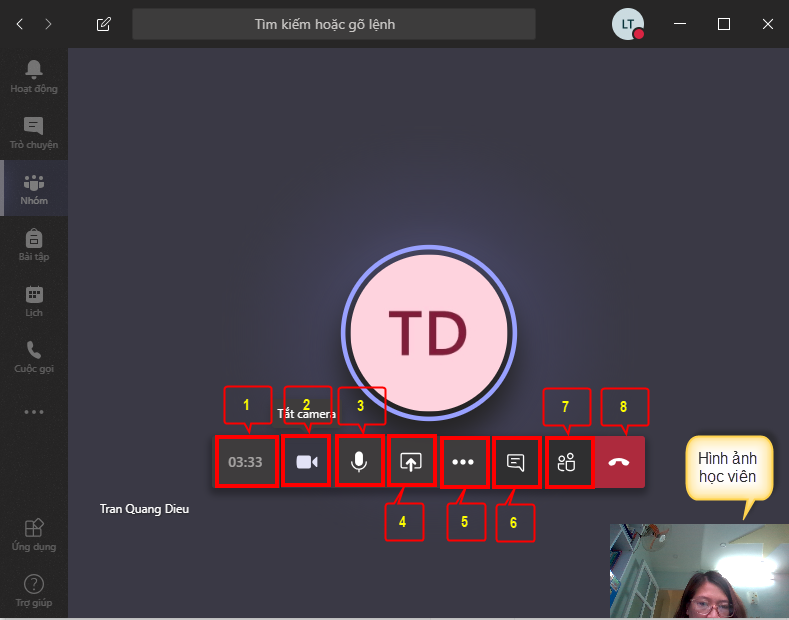 Tìm kiếm hoặc gõ lệnh
LT
Hoạt động
Trò chuyện
Nhóm
Bài tập
Lịch
Cuộc gọi
TD
1
2
3
7
8
Tắt camera
03:33
4
5
6
Hình ảnh
học viên
Tran Quang Dieu
Ứng dụng
Trợ giúp